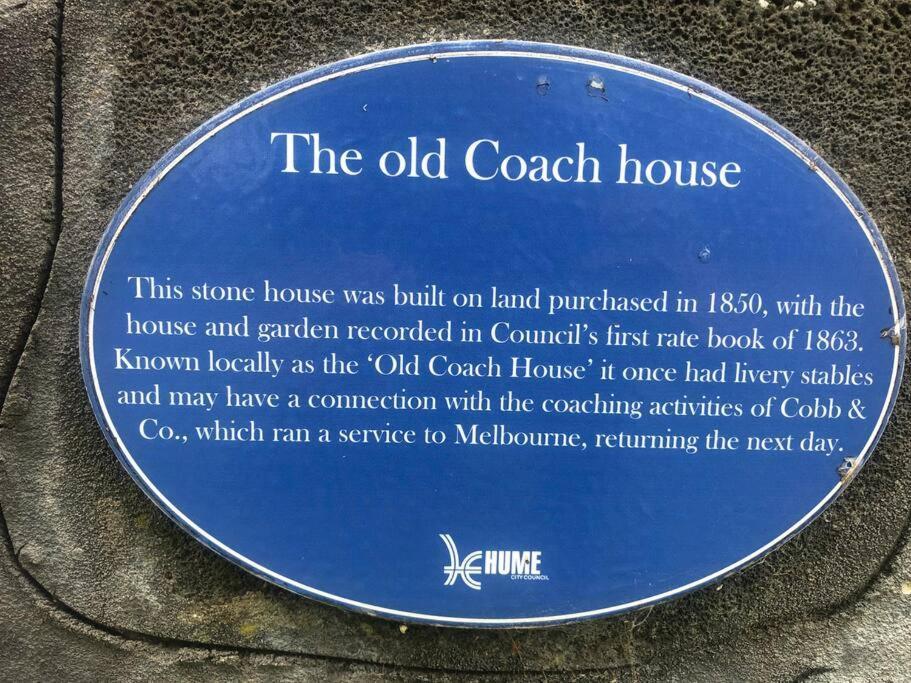 The old Coach house
This stone house was built on land purchased in 1850, with the
house and garden recorded in Council’s first rate book of 1863.
Known locally as the ‘Old Coach House’ it once had livery stables
and may have a connection with the coaching activities of Cobb &
Co., which ran a service to Melbourne, returning the next day.
HUME
CITY COUNCIL